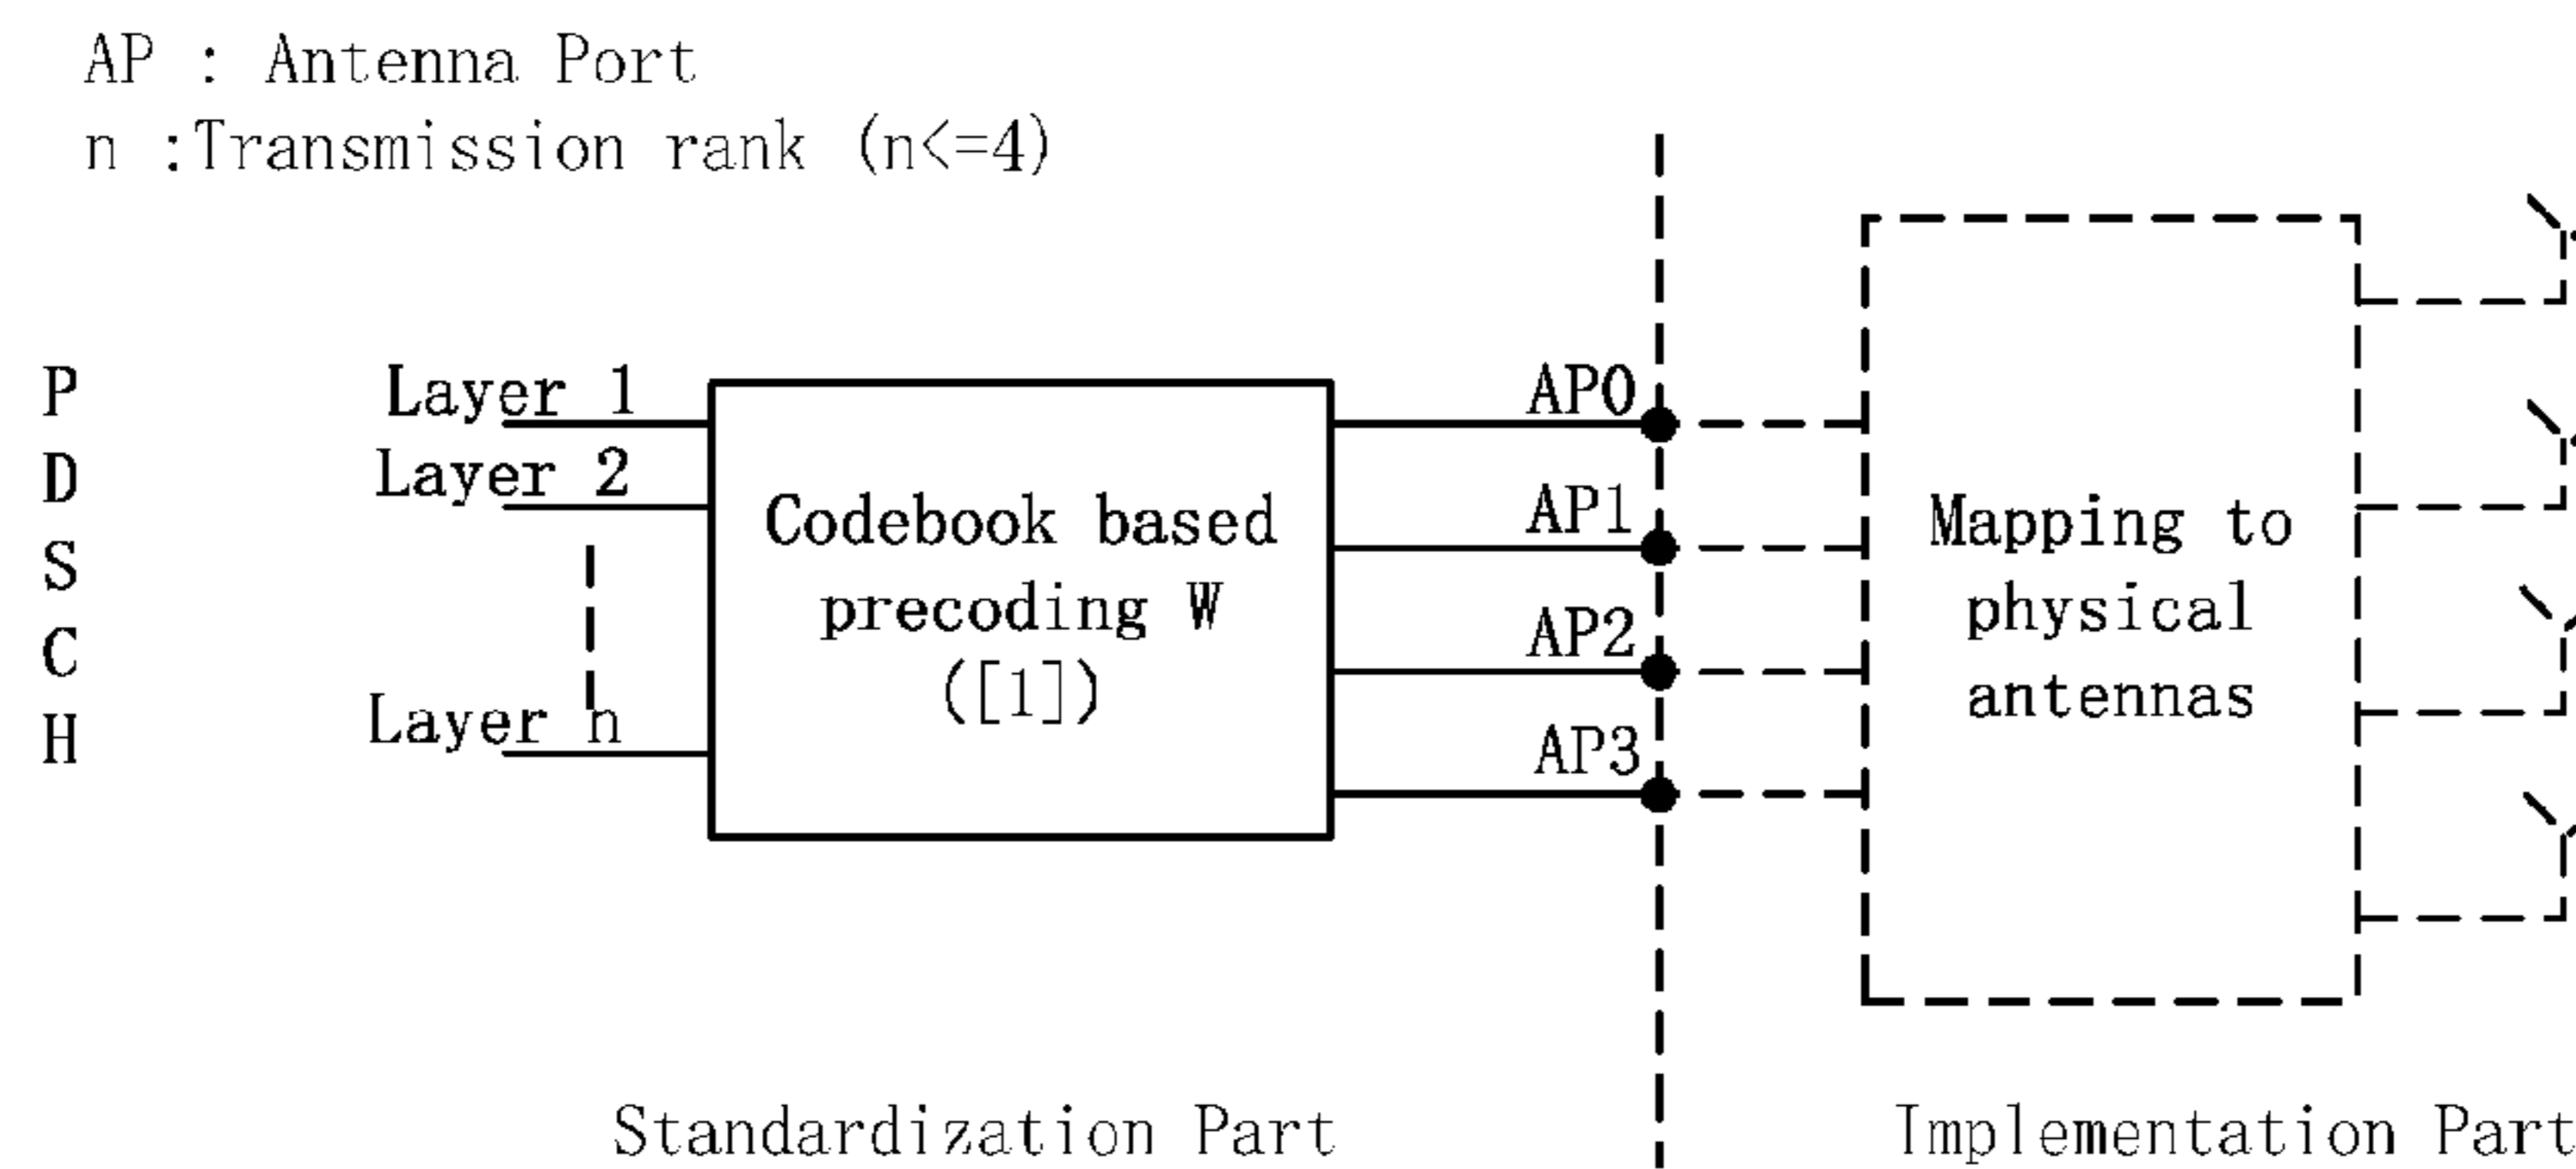 AP : Antenna Port
n :Transmission rank (n<=4)
P
D
S
C
H
Layer 1
Layer 2
Layer n
Codebook based
precoding W
([1])
AP0
AP1
AP2
AP3
Mapping to
physical
antennas
Standardization Part
Implementation Part